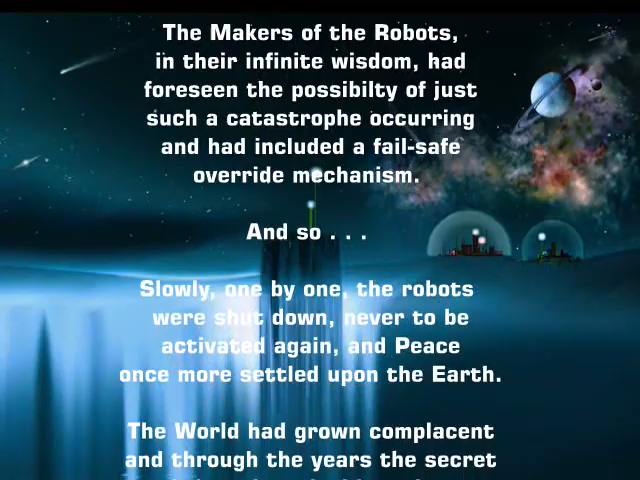 The Makers of the Robots,
in their infinite wisdom, had
foreseen the possibilty of just
such a catastrophe occurring
and had included a fail-safe
override mechanism.
And so . . .
Slowly, one by one, the robots
were shut down, never to be
activated again, and Peace
once more settled upon the Earth.
The World had grown complacent
and through the years the secret